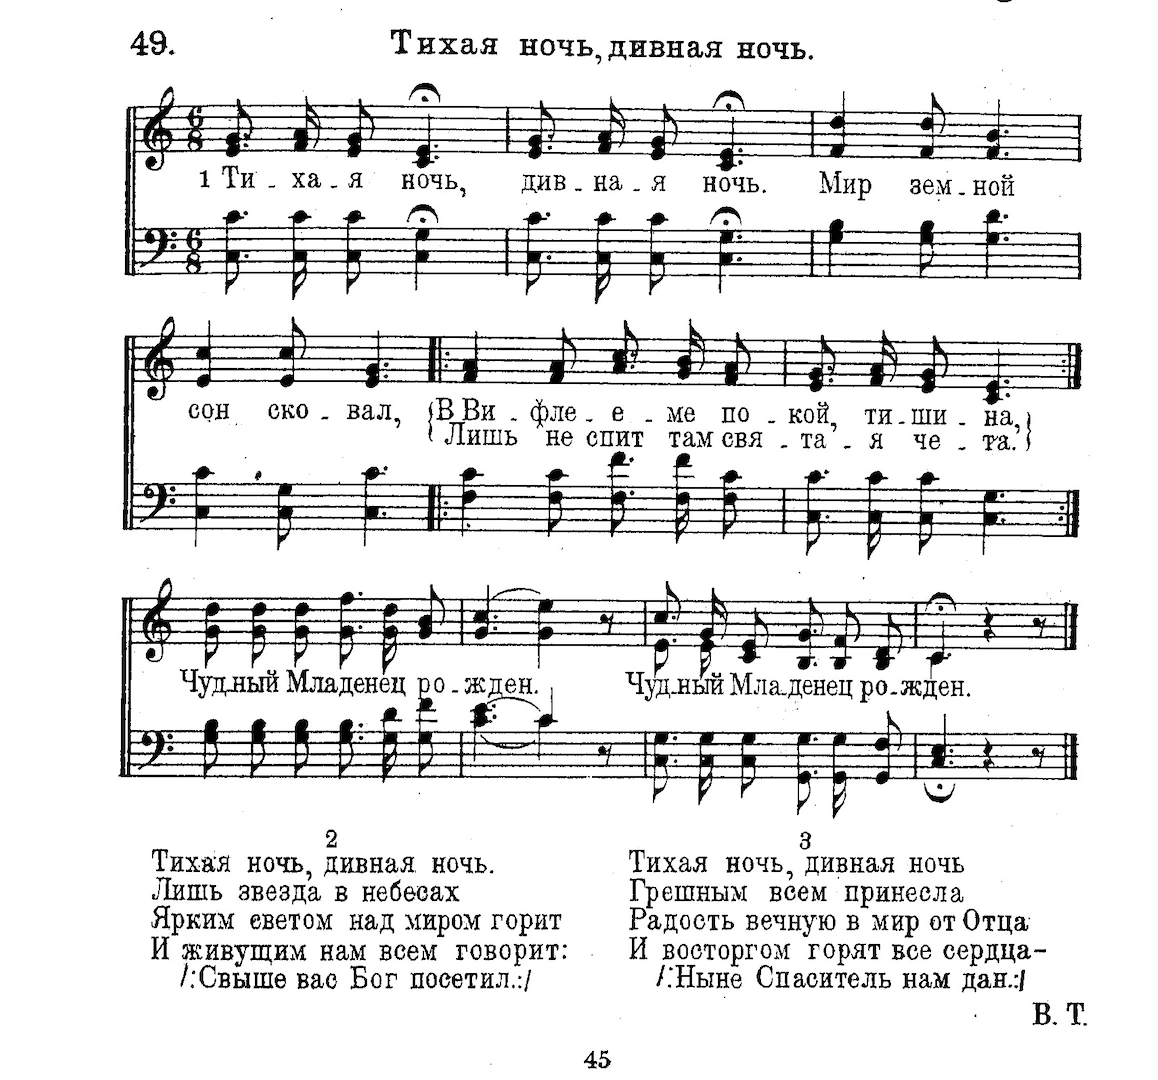 49. Тихая ночь, дивная ночь.
1 Ти - ха - я ночь, див - на - я ночь. Мир зем - ной
сон ско - вал, (В Ви - фле - е - ме по - кой, ти - ши - на,)
(Лишь не спит там свя - та - я че - та.)
Чуд-ный Младенец ро-жден. Чуд-ный Мла-денец ро-жден.
2
Тихая ночь, дивная ночь.
Лишь звезда в небесах
Ярким светом над миром горит
И живущим нам всем говорит:
/:Свыше вас Бог посетил.:/
3
Тихая ночь, дивная ночь
Грешным всем принесла
Радость вечную в мир от Отца
И восторгом горят все сердца-
/:Ныне Спаситель нам дан.:/
В. Т.
45